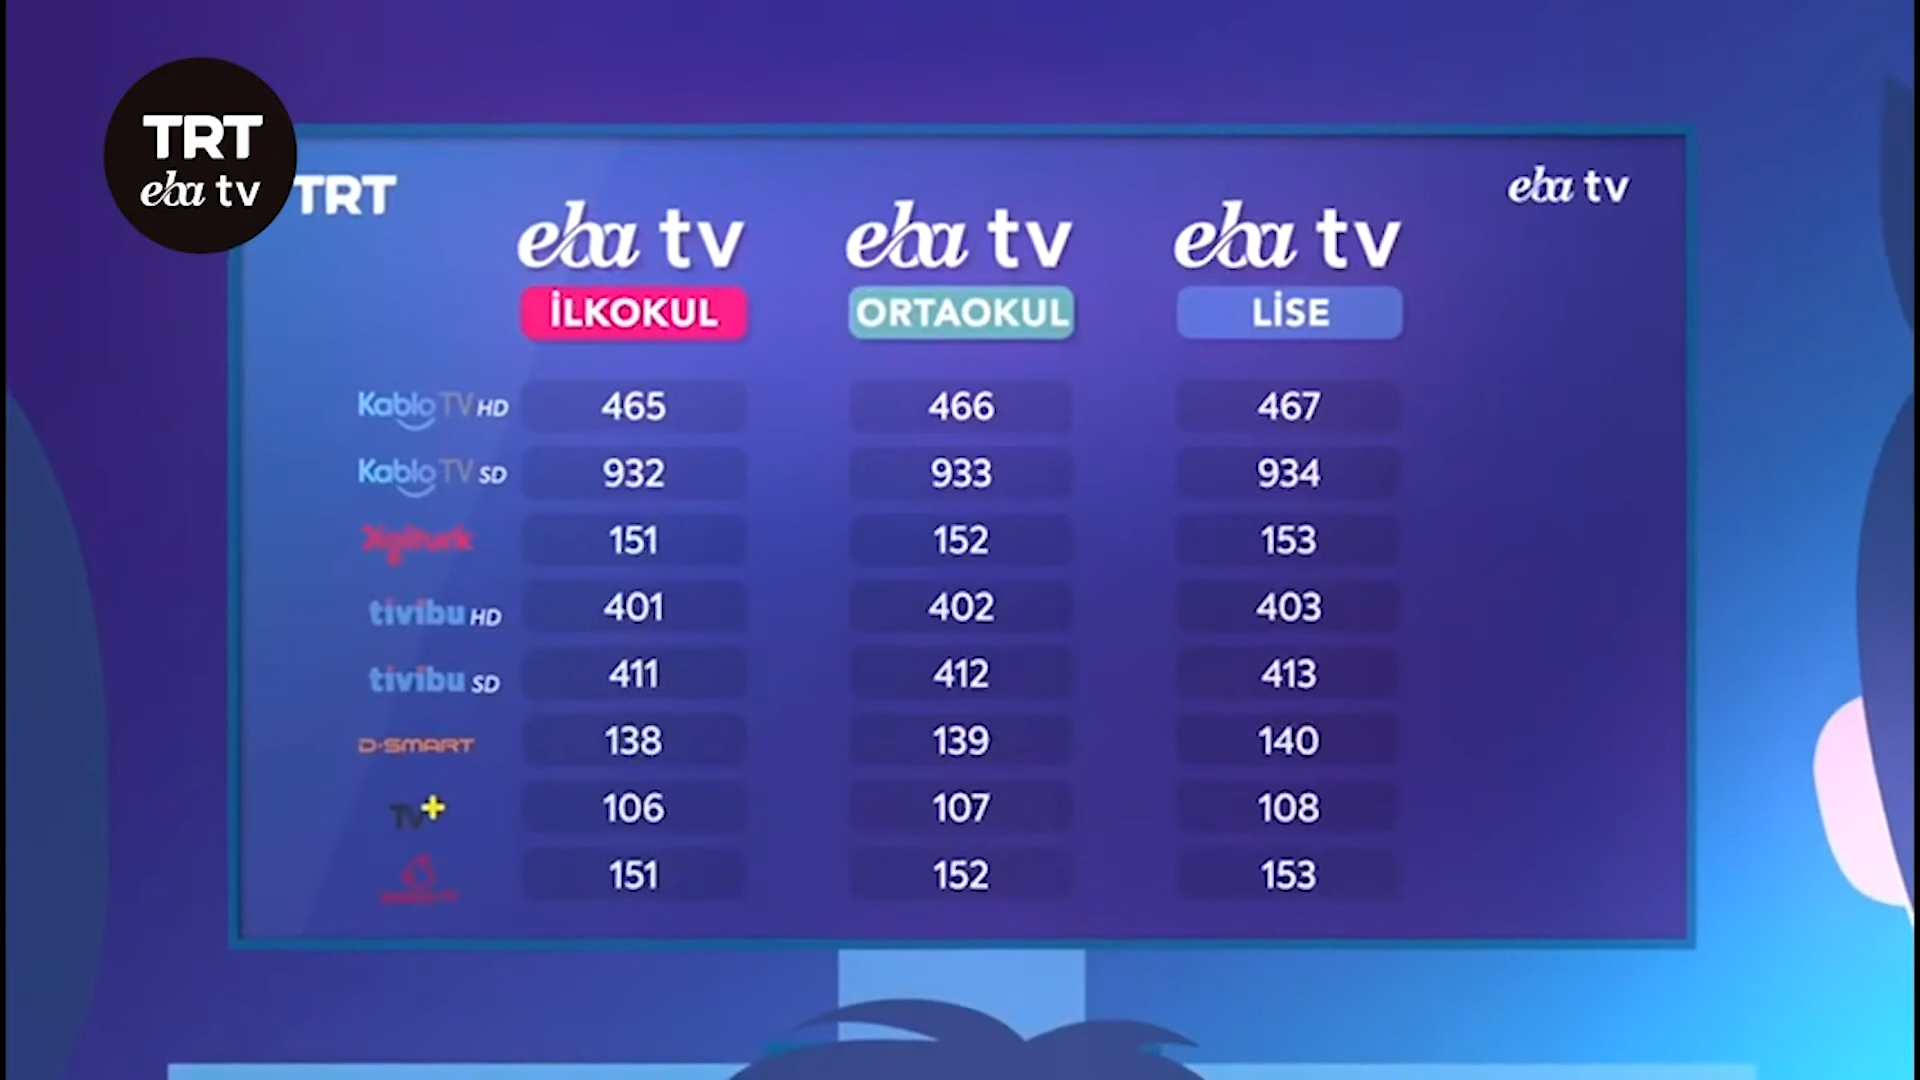 TRT
eba tv
TRT
eba tv
eba tv eba tv eba tv
İLKOKUL ORTAOKUL LİSE
Kablo TV HD 465 466 467
Kablo TV SD 932 933 934
Digiturk 151 152 153
tivibu HD 401 402 403
tivibu SD 411 412 413
D-SMART 138 139 140
TV+ 106 107 108
151 152 153